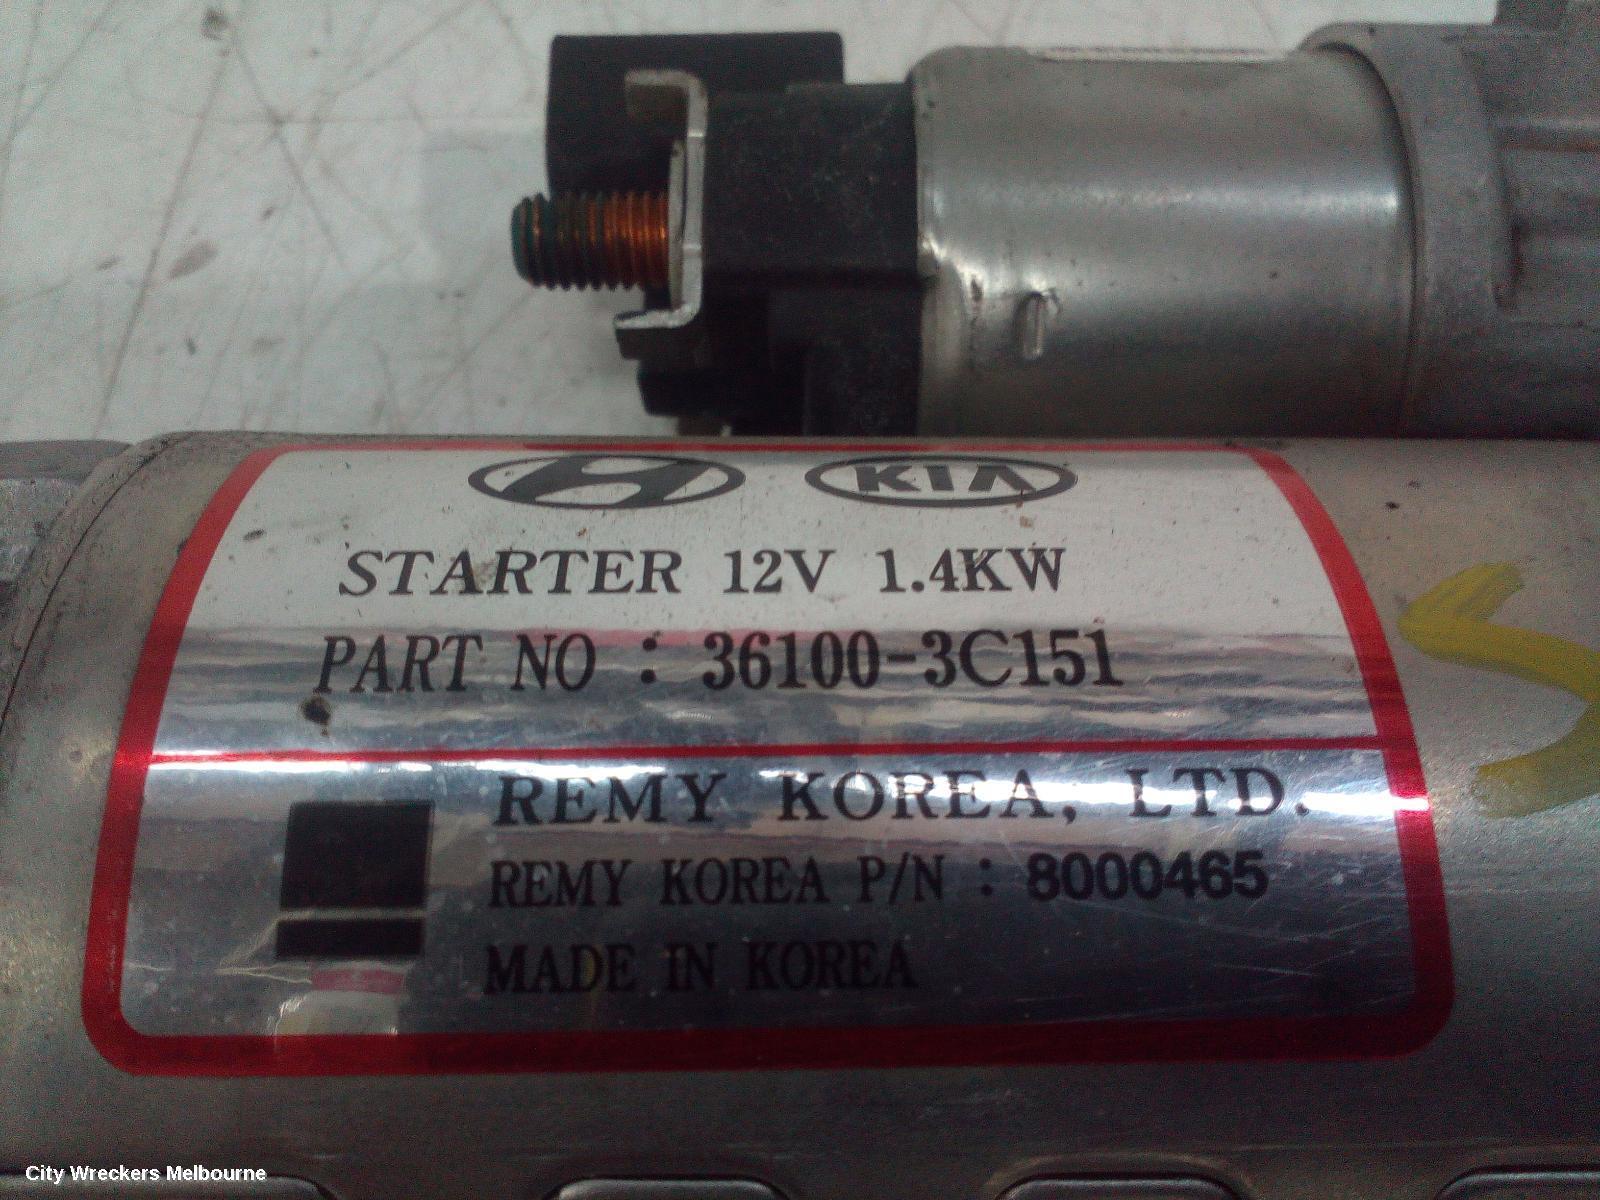 KIA
STARTER 12V 1.4KW
PART NO : 36100-3C151
REMY KOREA, LTD.
REMY KOREA P/N : 8000465
MADE IN KOREA
City Wreckers Melbourne